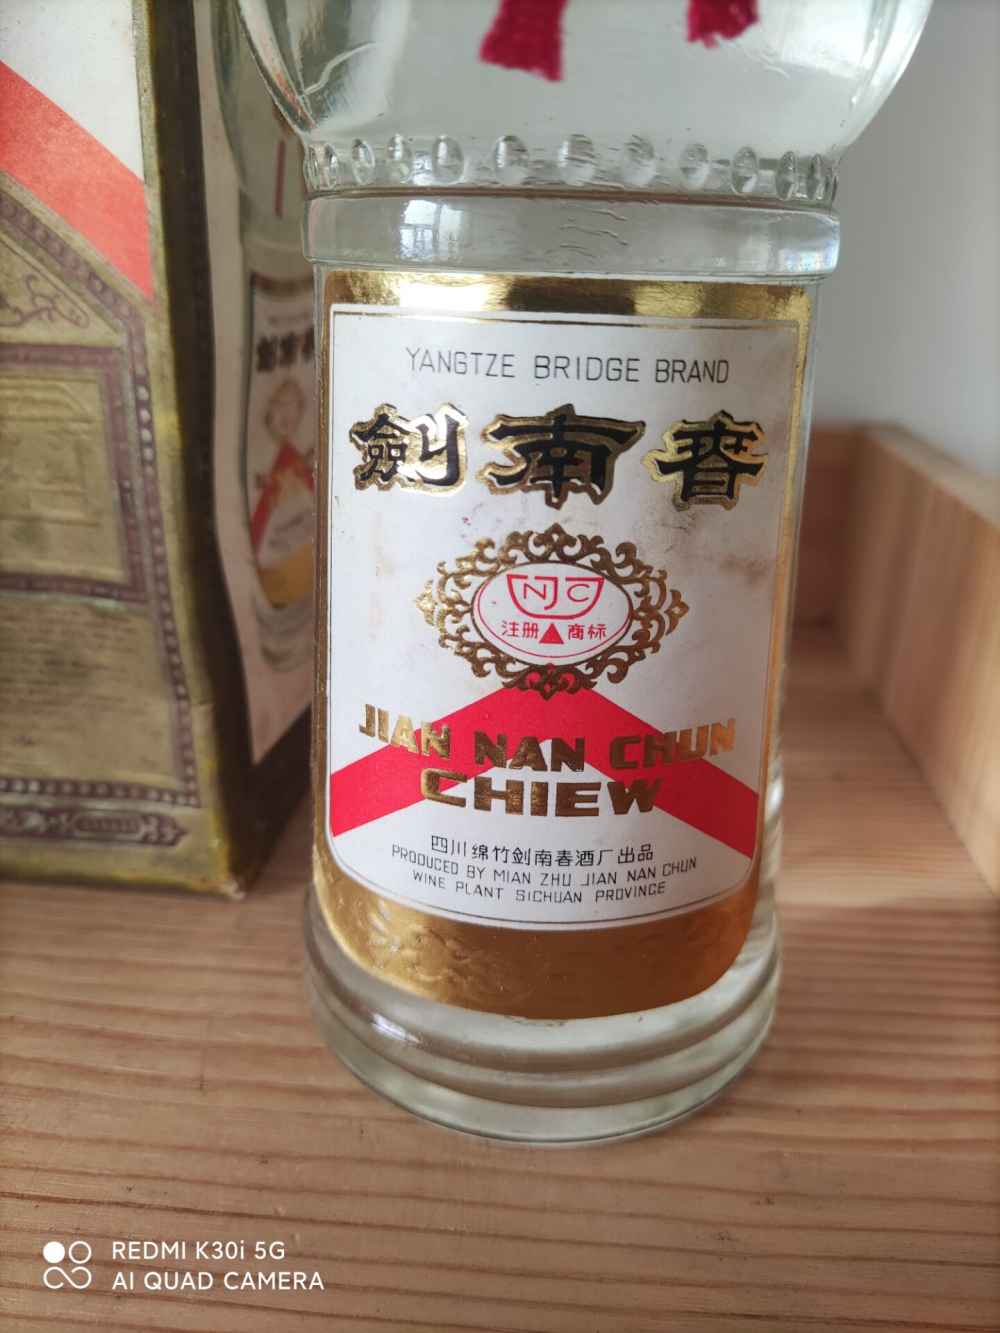 YANGTZE BRIDGE BRAND
劍南春
NJC
注册 商标
JIAN NAN CHUN
CHIEW
四川绵竹剑南春酒厂出品
PRODUCED BY MIAN ZHU JIAN NAN CHUN
WINE PLANT SICHUAN PROVINCE
REDMI K30i 5G
AI QUAD CAMERA